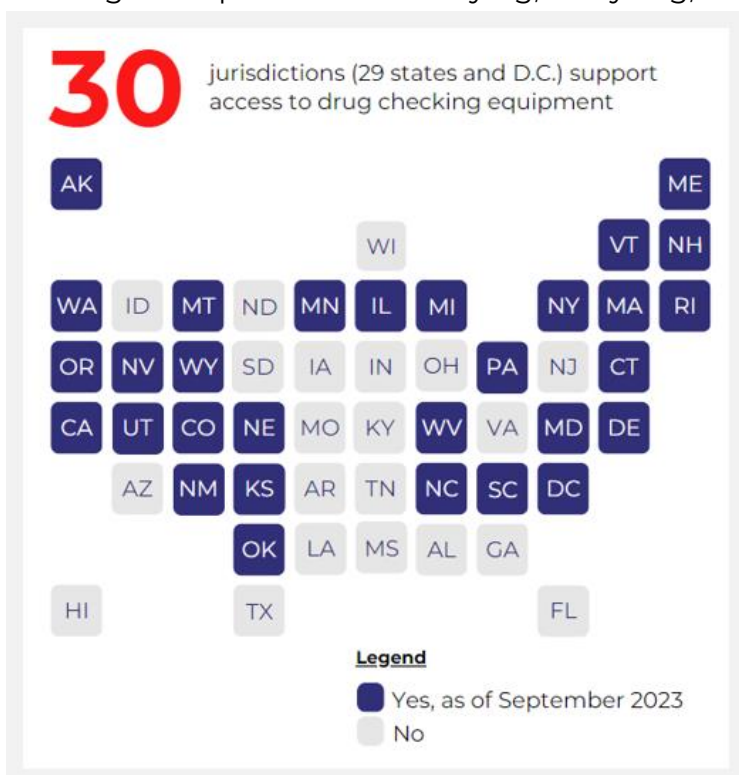 30
jurisdictions (29 states and D.C.) support
access to drug checking equipment
AK ME
WI VT NH
WA ID MT ND MN IL MI NY MA RI
OR NV WY SD IA IN OH PA NJ CT
CA UT CO NE MO KY WV VA MD DE
AZ NM KS AR TN NC SC DC
OK LA MS AL GA
HI TX FL
Legend
Yes, as of September 2023
No